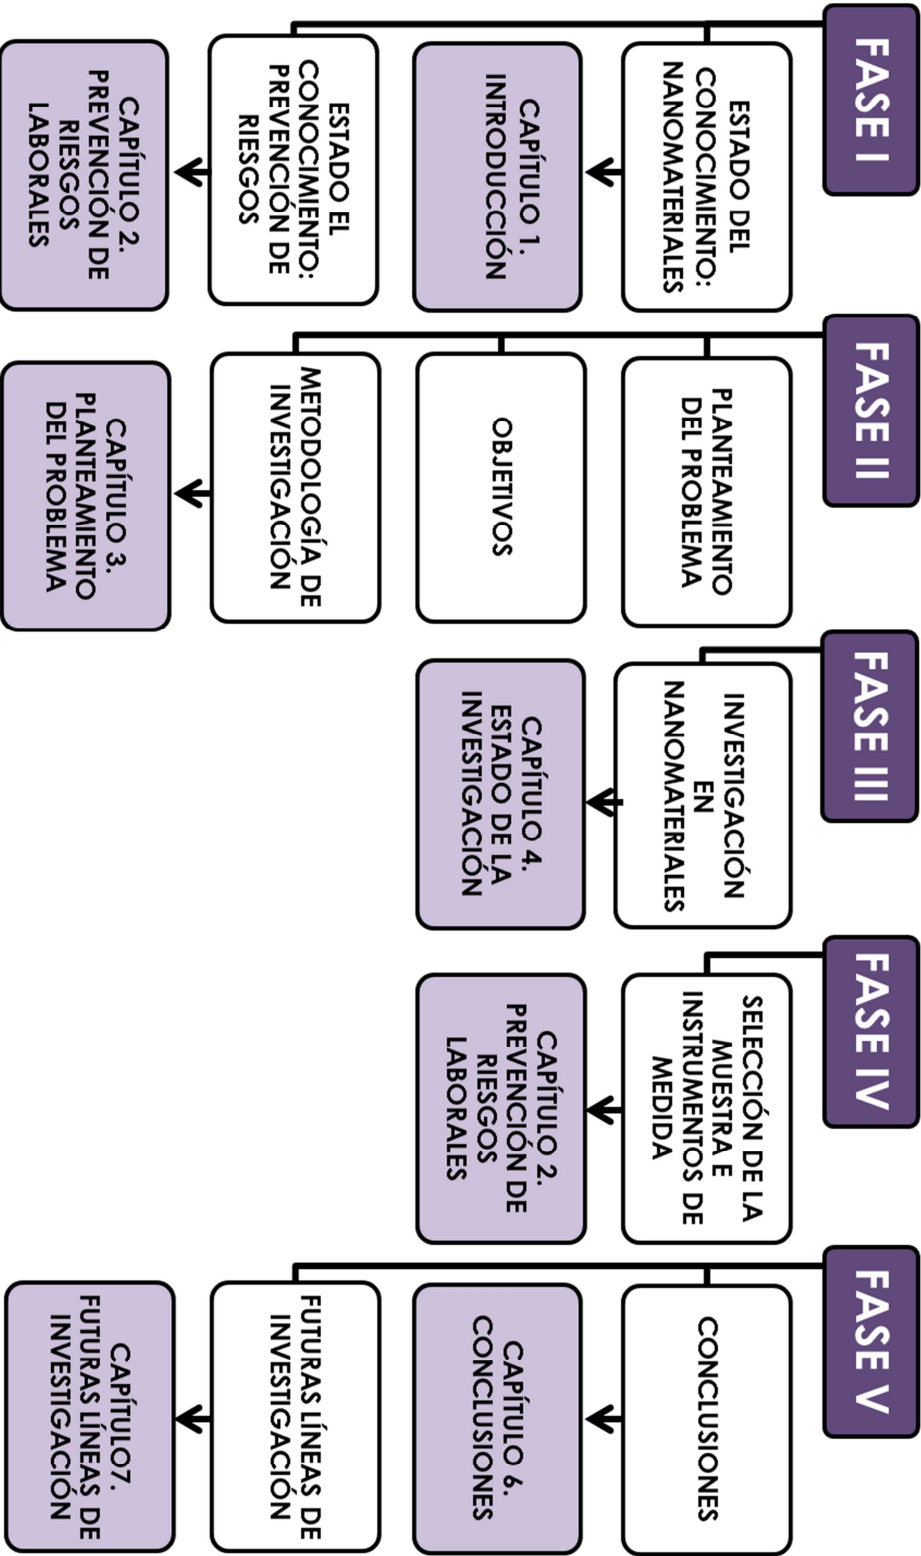 FASE I
ESTADO DEL
CONOCIMIENTO:
NANOMATERIALES
CAPÍTULO 1.
INTRODUCCIÓN
ESTADO EL
CONOCIMIENTO:
PREVENCIÓN DE
RIESGOS
CAPÍTULO 2.
PREVENCIÓN DE
RIESGOS
LABORALES
FASE II
PLANTEAMIENTO
DEL PROBLEMA
OBJETIVOS
METODOLOGÍA DE
INVESTIGACIÓN
CAPÍTULO 3.
PLANTEAMIENTO
DEL PROBLEMA
FASE III
INVESTIGACIÓN
EN
NANOMATERIALES
CAPÍTULO 4.
ESTADO DE LA
INVESTIGACIÓN
FASE IV
SELECCIÓN DE LA
MUESTRA E
INSTRUMENTOS DE
MEDIDA
CAPÍTULO 2.
PREVENCIÓN DE
RIESGOS
LABORALES
FASE V
CONCLUSIONES
CAPÍTULO 6.
CONCLUSIONES
FUTURAS LÍNEAS DE
INVESTIGACIÓN
CAPÍTULO7.
FUTURAS LÍNEAS DE
INVESTIGACIÓN